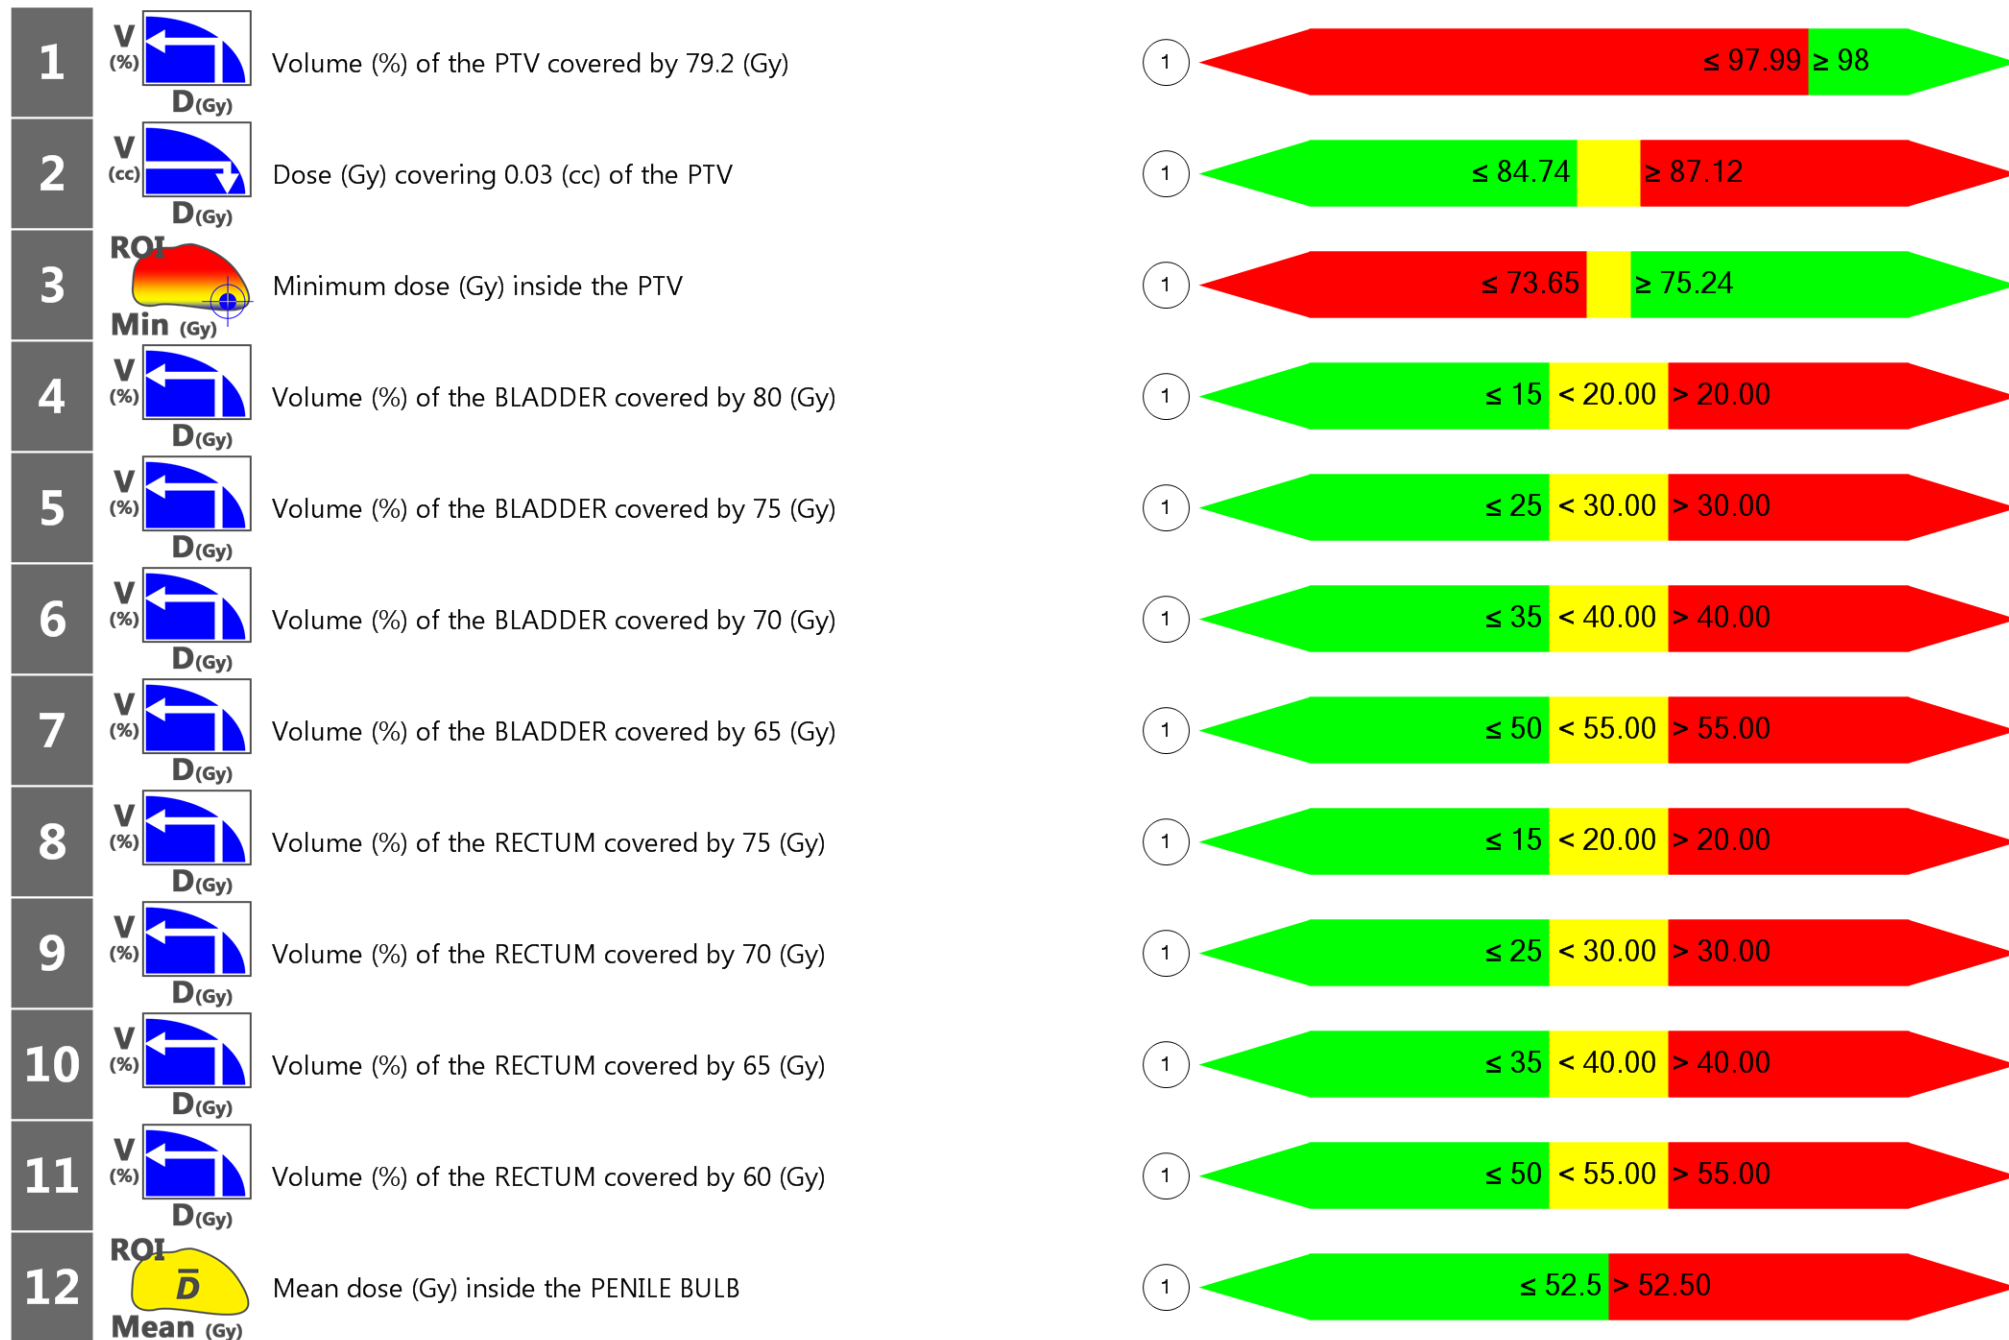 1 V (%) D(Gy) Volume (%) of the PTV covered by 79.2 (Gy) 1 ≤ 97.99 ≥ 98
2 V (cc) D(Gy) Dose (Gy) covering 0.03 (cc) of the PTV 1 ≤ 84.74 ≥ 87.12
3 ROI Min (Gy) Minimum dose (Gy) inside the PTV 1 ≤ 73.65 ≥ 75.24
4 V (%) D(Gy) Volume (%) of the BLADDER covered by 80 (Gy) 1 ≤ 15 < 20.00 > 20.00
5 V (%) D(Gy) Volume (%) of the BLADDER covered by 75 (Gy) 1 ≤ 25 < 30.00 > 30.00
6 V (%) D(Gy) Volume (%) of the BLADDER covered by 70 (Gy) 1 ≤ 35 < 40.00 > 40.00
7 V (%) D(Gy) Volume (%) of the BLADDER covered by 65 (Gy) 1 ≤ 50 < 55.00 > 55.00
8 V (%) D(Gy) Volume (%) of the RECTUM covered by 75 (Gy) 1 ≤ 15 < 20.00 > 20.00
9 V (%) D(Gy) Volume (%) of the RECTUM covered by 70 (Gy) 1 ≤ 25 < 30.00 > 30.00
10 V (%) D(Gy) Volume (%) of the RECTUM covered by 65 (Gy) 1 ≤ 35 < 40.00 > 40.00
11 V (%) D(Gy) Volume (%) of the RECTUM covered by 60 (Gy) 1 ≤ 50 < 55.00 > 55.00
12 ROI D̅ Mean (Gy) Mean dose (Gy) inside the PENILE BULB 1 ≤ 52.5 > 52.50